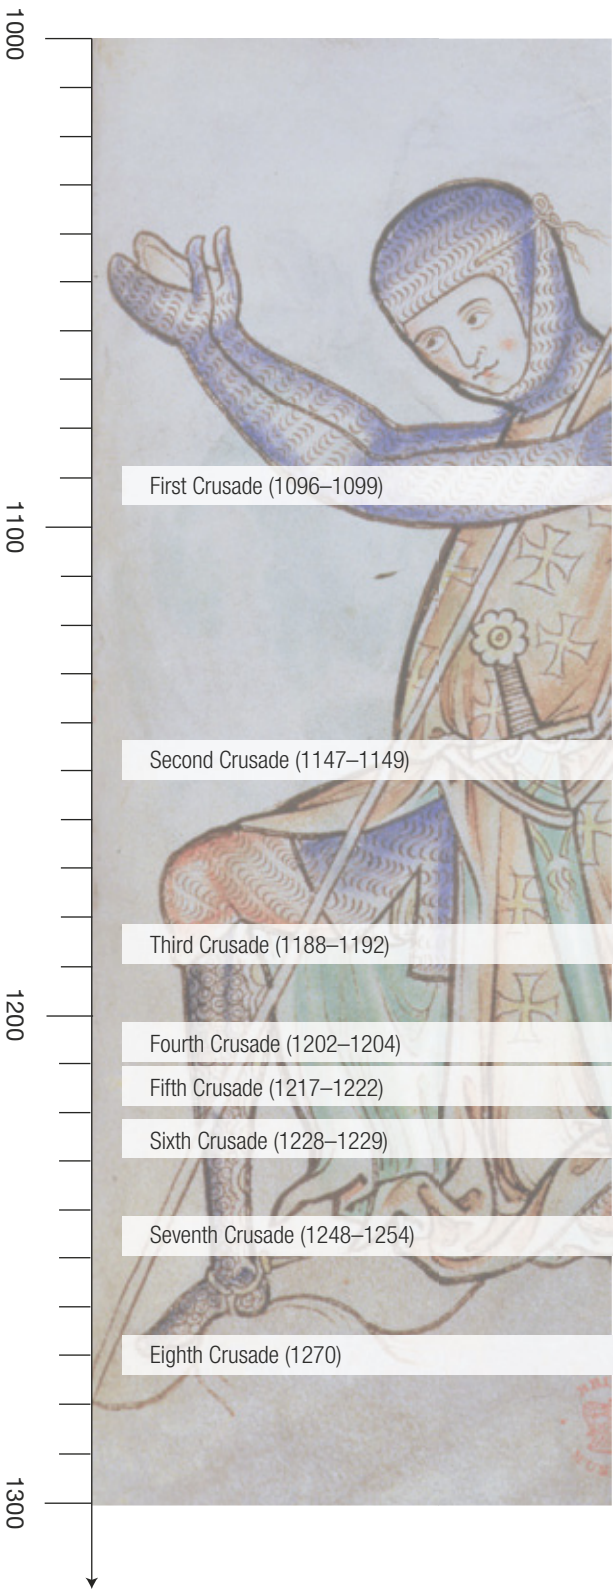 1000
First Crusade (1096–1099)
1100
Second Crusade (1147–1149)
Third Crusade (1188–1192)
1200
Fourth Crusade (1202–1204)
Fifth Crusade (1217–1222)
Sixth Crusade (1228–1229)
Seventh Crusade (1248–1254)
Eighth Crusade (1270)
1300